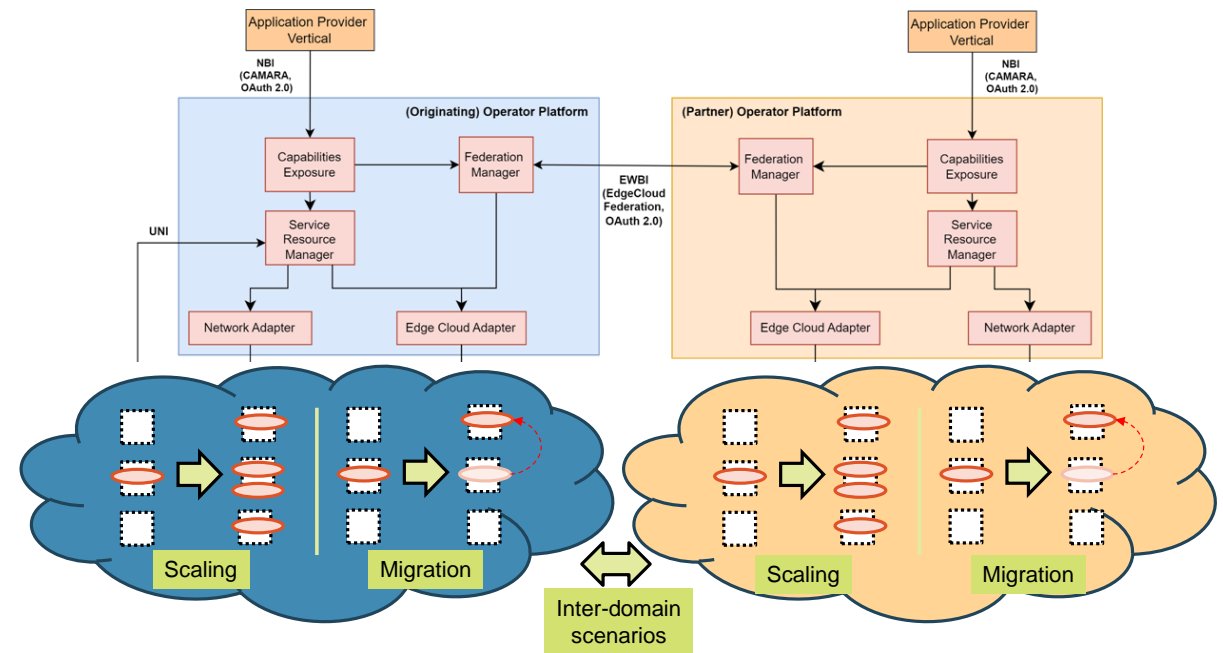 Application Provider
Vertical
Application Provider
Vertical
NBI
(CAMARA,
OAuth 2.0)
NBI
(CAMARA,
OAuth 2.0)
(Originating) Operator Platform
(Partner) Operator Platform
Capabilities
Exposure
Federation
Manager
EWBI
(EdgeCloud
Federation,
OAuth 2.0)
Federation
Manager
Capabilities
Exposure
UNI
Service
Resource
Manager
Service
Resource
Manager
Network Adapter
Edge Cloud Adapter
Edge Cloud Adapter
Network Adapter
Scaling
Migration
Scaling
Migration
Inter-domain
scenarios